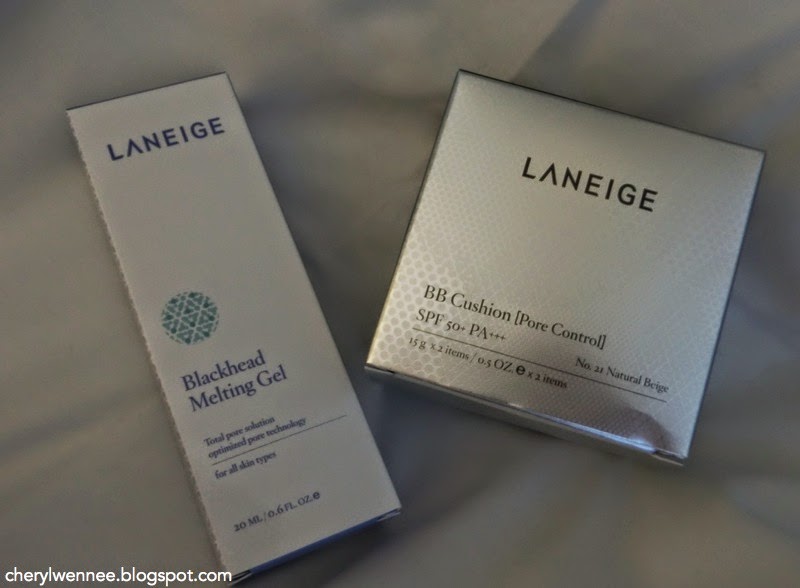 LANEIGE
Blackhead
Melting Gel
Total pore solution
optimized pore technology
for all skin types
20 ML / 0.6 FL. OZ. e
LANEIGE
BB Cushion [Pore Control]
SPF 50+ PA+++
15 g x 2 items / 0.5 OZ e x 2 items
No. 21 Natural Beige
cherylwennee.blogspot.com